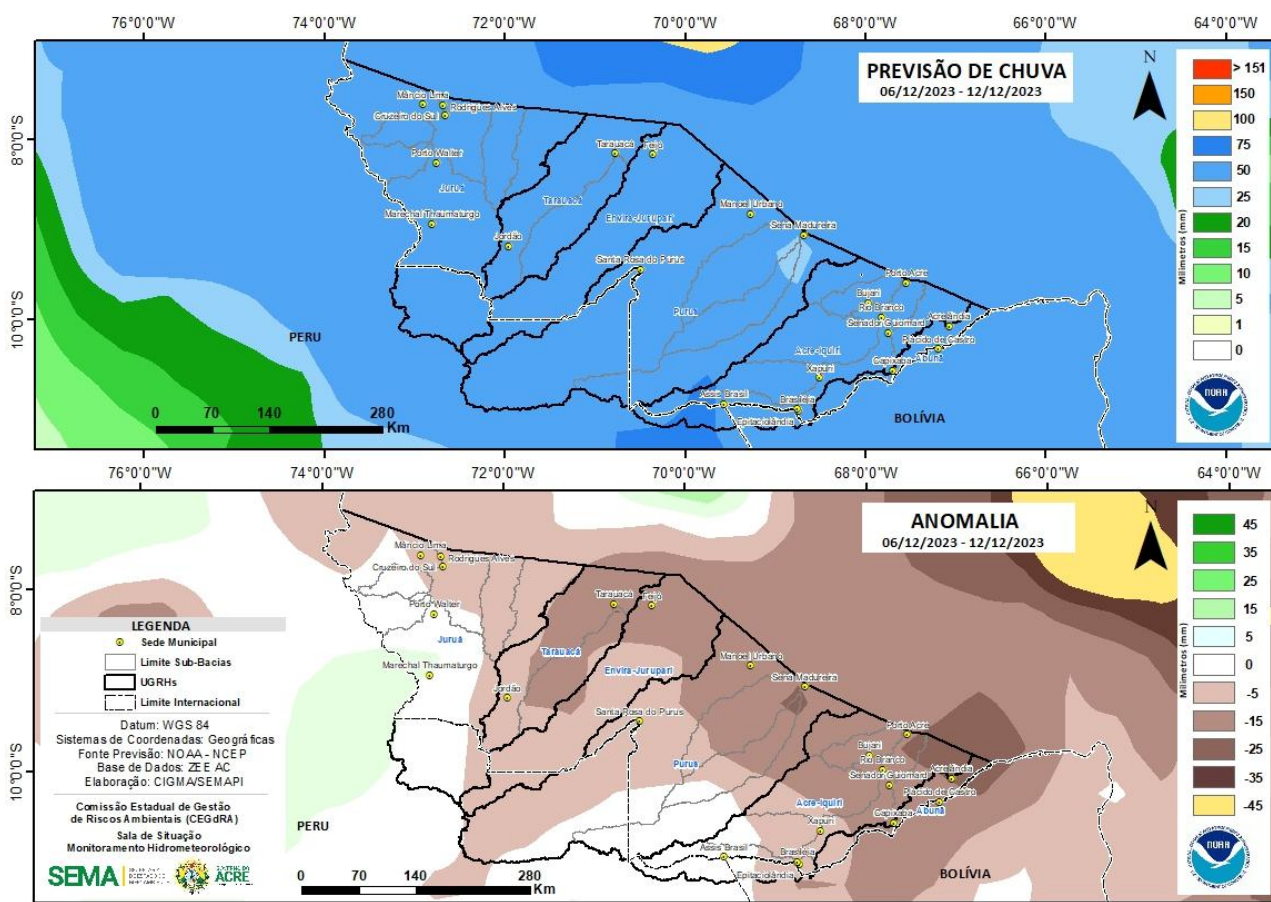 76°0'0"W 74°0'0"W 72°0'0"W 70°0'0"W 68°0'0"W 66°0'0"W 64°0'0"W
8°0'0"S
10°0'0"S
PREVISÃO DE CHUVA
06/12/2023 - 12/12/2023
N
Milímetros (mm)
> 151
150
100
75
50
25
20
15
10
5
1
0
NOAA
Mâncio Lima
Rodrigues Alves
Cruzeiro do Sul
Porto Walter
Juruá
Marechal Thaumaturgo
Tarauacá
Feijó
Tarauacá
Envira-Jurupari
Jordão
Manoel Urbano
Sena Madureira
Santa Rosa do Purus
Purus
Porto Acre
Bujari
Rio Branco
Senador Guiomard
Acrelândia
Plácido de Castro
Acre-Iquiri
Abunã
Capixaba
Xapuri
Assis Brasil
Brasiléia
Epitaciolândia
PERU
BOLÍVIA
0 70 140 280
Km
76°0'0"W 74°0'0"W 72°0'0"W 70°0'0"W 68°0'0"W 66°0'0"W 64°0'0"W
8°0'0"S
10°0'0"S
ANOMALIA
06/12/2023 - 12/12/2023
N
Milímetros (mm)
45
35
25
15
5
0
-5
-15
-25
-35
-45
NOAA
Mâncio Lima
Rodrigues Alves
Cruzeiro do Sul
Porto Walter
Juruá
Marechal Thaumaturgo
Tarauacá
Feijó
Tarauacá
Envira-Jurupari
Jordão
Manoel Urbano
Sena Madureira
Santa Rosa do Purus
Purus
Porto Acre
Bujari
Rio Branco
Senador Guiomard
Acrelândia
Plácido de Castro
Acre-Iquiri
Abunã
Capixaba
Xapuri
Assis Brasil
Brasiléia
Epitaciolândia
PERU
BOLÍVIA
0 70 140 280
Km
LEGENDA
Sede Municipal
Limite Sub-Bacias
UGRHs
Limite Internacional
Datum: WGS 84
Sistemas de Coordenadas: Geográficas
Fonte Previsão: NOAA - NCEP
Base de Dados: ZEE AC
Elaboração: CIGMA/SEMAPI
Comissão Estadual de Gestão
de Riscos Ambientais (CEGdRA)
Sala de Situação
Monitoramento Hidrometeorológico
SEMA
ACRE